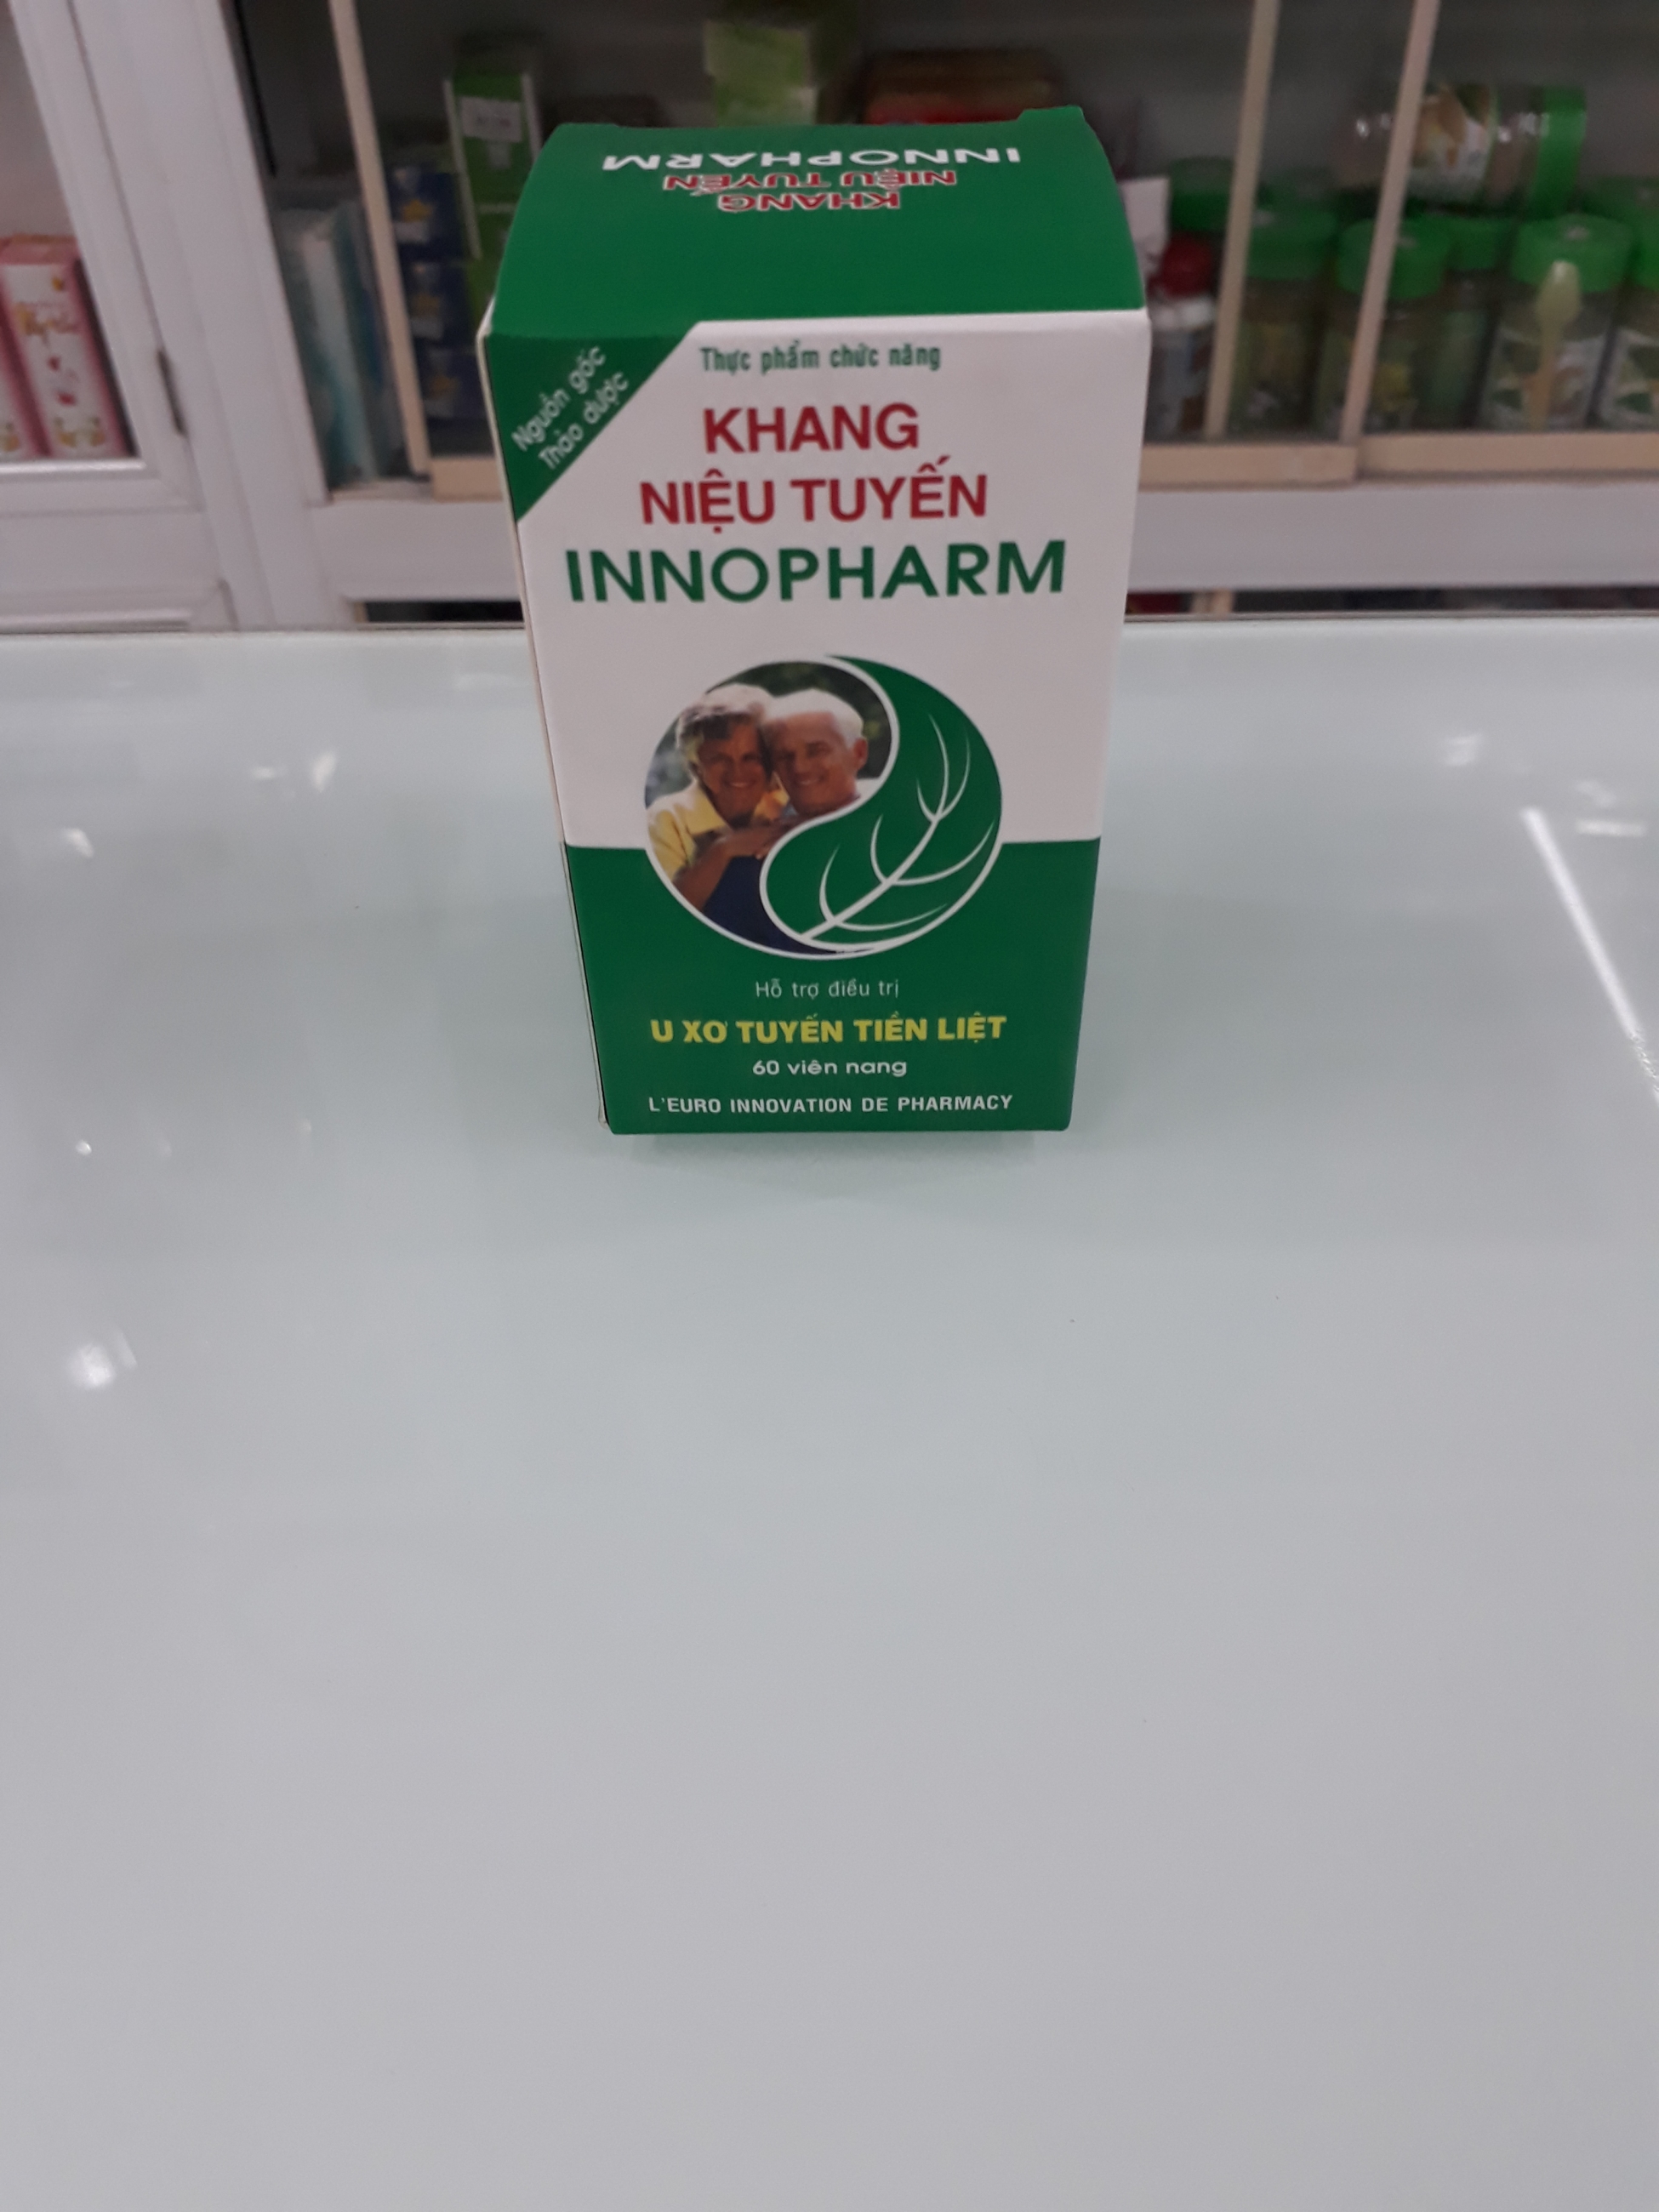 INNOPHARM
NIỆU TUYẾN
KHANG
Nguồn gốc
Thảo dược
Thực phẩm chức năng
KHANG
NIỆU TUYẾN
INNOPHARM
Hỗ trợ điều trị
U XƠ TUYẾN TIỀN LIỆT
60 viên nang
L'EURO INNOVATION DE PHARMACY